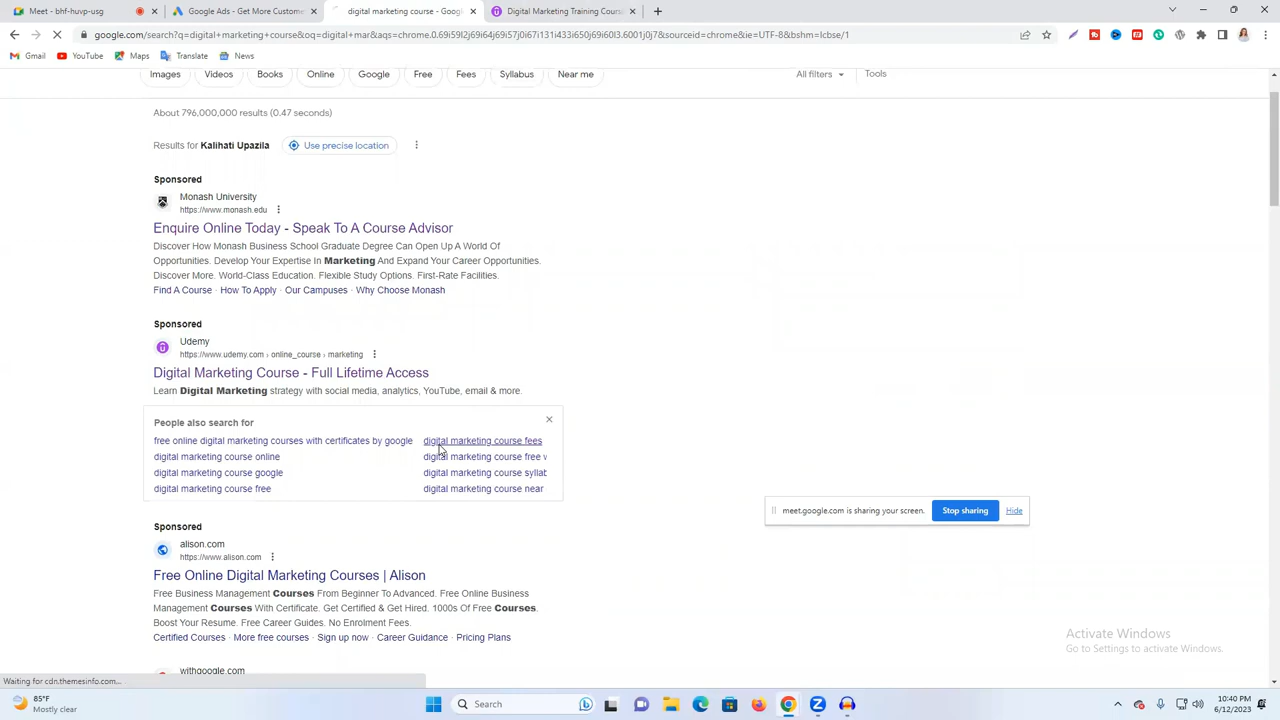 Meet - bhf-huvp-usg
Google Ads - Get More Custome
digital marketing course - Google
Digital Marketing Training Course
google.com/search?q=digital+marketing+course&oq=digital+mar&aqs=chrome.0.69i59l2j69i64j69i57j0i67i131i433i650j69i60l3.6001j0j7&sourceid=chrome&ie=UTF-8&bshm=lcbse/1
Gmail YouTube Maps Translate News
Images Videos Books Online Google Free Fees Syllabus Near me All filters Tools
About 796,000,000 results (0.47 seconds)
Results for Kalihati Upazila Use precise location
Sponsored
Monash University
https://www.monash.edu
Enquire Online Today - Speak To A Course Advisor
Discover How Monash Business School Graduate Degree Can Open Up A World Of
Opportunities. Develop Your Expertise In Marketing And Expand Your Career Opportunities.
Discover More. World-Class Education. Flexible Study Options. First-Rate Facilities.
Find A Course · How To Apply · Our Campuses · Why Choose Monash
Sponsored
Udemy
https://www.udemy.com › online_course › marketing
Digital Marketing Course - Full Lifetime Access
Learn Digital Marketing strategy with social media, analytics, YouTube, email & more.
People also search for
free online digital marketing courses with certificates by google digital marketing course fees
digital marketing course online digital marketing course free v
digital marketing course google digital marketing course syllab
digital marketing course free digital marketing course near
meet.google.com is sharing your screen. Stop sharing Hide
Sponsored
alison.com
https://www.alison.com
Free Online Digital Marketing Courses | Alison
Free Business Management Courses From Beginner To Advanced. Free Online Business
Management Courses With Certificate. Get Certified & Get Hired. 1000s Of Free Courses.
Boost Your Resume. Free Career Guides. No Enrolment Fees.
Certified Courses · More free courses · Sign up now · Career Guidance · Pricing Plans
withgoogle.com
Activate Windows
Go to Settings to activate Windows.
Waiting for cdn.themesinfo.com...
85°F
Mostly clear
Search
10:40 PM
6/12/2023